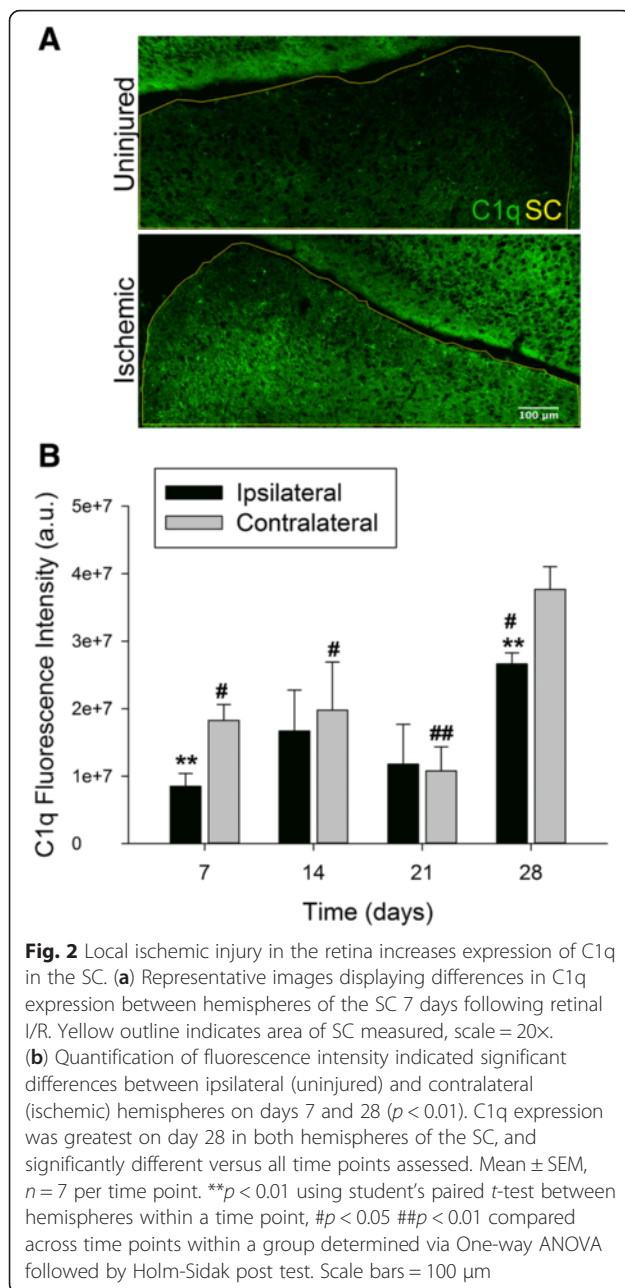 A
Uninjured
C1q SC
Ischemic
100 µm
B
Ipsilateral
Contralateral
C1q Fluorescence Intensity (a.u.)
5e+7
4e+7
3e+7
2e+7
1e+7
0
**
#
#
##
#
**
7 14 21 28
Time (days)
Fig. 2 Local ischemic injury in the retina increases expression of C1q
in the SC. (a) Representative images displaying differences in C1q
expression between hemispheres of the SC 7 days following retinal
I/R. Yellow outline indicates area of SC measured, scale = 20×.
(b) Quantification of fluorescence intensity indicated significant
differences between ipsilateral (uninjured) and contralateral
(ischemic) hemispheres on days 7 and 28 (p < 0.01). C1q expression
was greatest on day 28 in both hemispheres of the SC, and
significantly different versus all time points assessed. Mean ± SEM,
n = 7 per time point. **p < 0.01 using student's paired t-test between
hemispheres within a time point, #p < 0.05 ##p < 0.01 compared
across time points within a group determined via One-way ANOVA
followed by Holm-Sidak post test. Scale bars = 100 µm